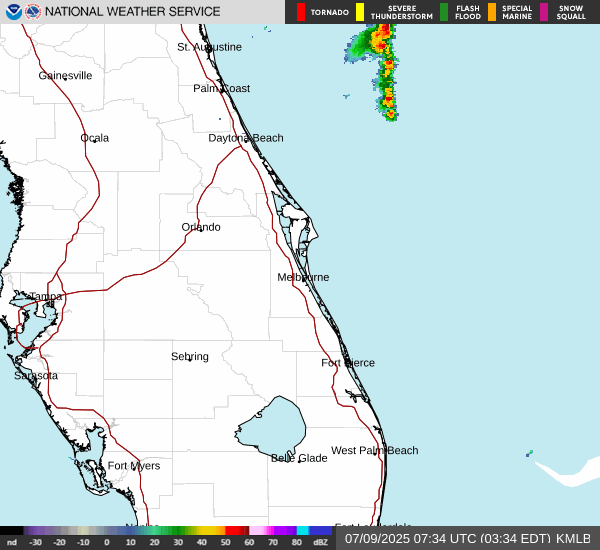 NATIONAL WEATHER SERVICE
TORNADO
SEVERE THUNDERSTORM
FLASH FLOOD
SPECIAL MARINE
SNOW SQUALL
St. Augustine
Gainesville
Palm Coast
Ocala
Daytona Beach
Orlando
Melbourne
Tampa
Sebring
Fort Pierce
Sarasota
West Palm Beach
Belle Glade
Fort Myers
Fort Lauderdale
nd -30 -20 -10 0 10 20 30 40 50 60 70 80 dBZ
07/09/2025 07:34 UTC (03:34 EDT) KMLB